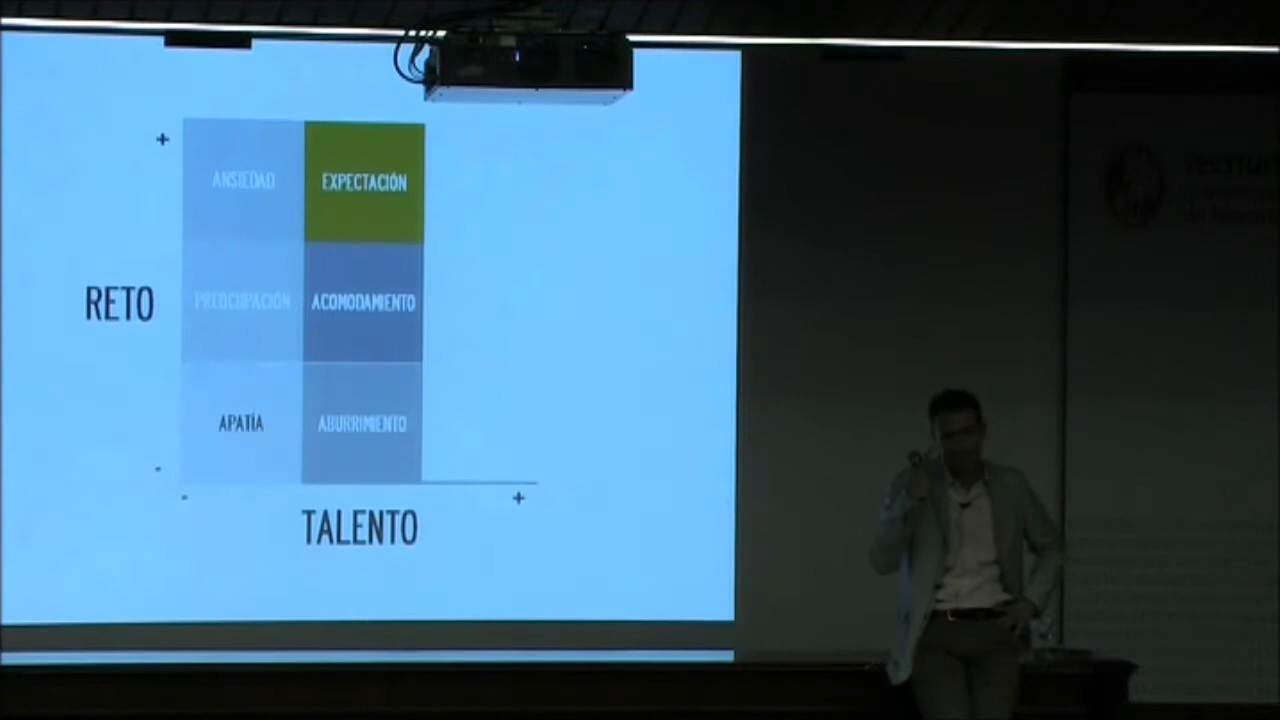 +
ANSIEDAD EXPECTACIÓN
RETO
PREOCUPACIÓN ACOMODAMIENTO
APATÍA ABURRIMIENTO
-
- +
TALENTO